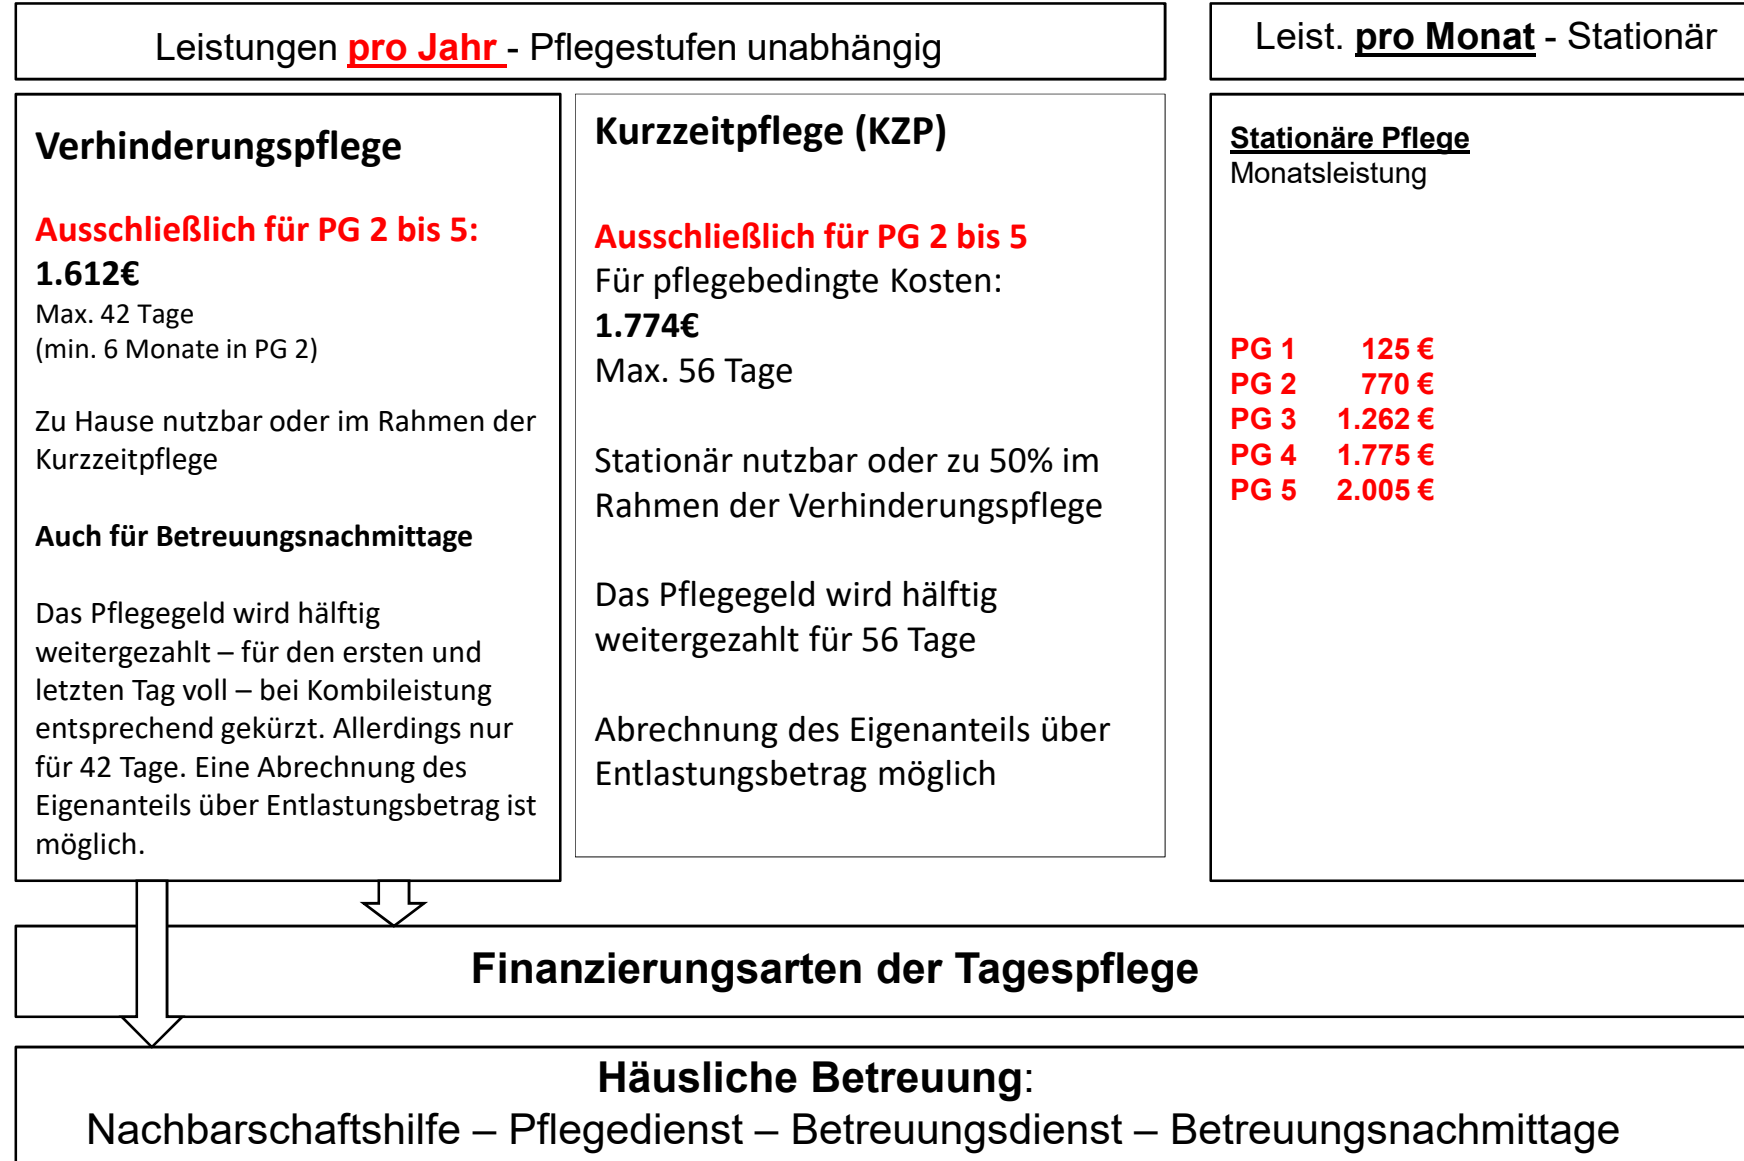 Leistungen pro Jahr - Pflegestufen unabhängig
Leist. pro Monat - Stationär
Verhinderungspflege
Ausschließlich für PG 2 bis 5:
1.612€
Max. 42 Tage
(min. 6 Monate in PG 2)
Zu Hause nutzbar oder im Rahmen der
Kurzzeitpflege
Auch für Betreuungsnachmittage
Das Pflegegeld wird hälftig
weitergezahlt – für den ersten und
letzten Tag voll – bei Kombileistung
entsprechend gekürzt. Allerdings nur
für 42 Tage. Eine Abrechnung des
Eigenanteils über Entlastungsbetrag ist
möglich.
Kurzzeitpflege (KZP)
Ausschließlich für PG 2 bis 5
Für pflegebedingte Kosten:
1.774€
Max. 56 Tage
Stationär nutzbar oder zu 50% im
Rahmen der Verhinderungspflege
Das Pflegegeld wird hälftig
weitergezahlt für 56 Tage
Abrechnung des Eigenanteils über
Entlastungsbetrag möglich
Stationäre Pflege
Monatsleistung
PG 1 125 €
PG 2 770 €
PG 3 1.262 €
PG 4 1.775 €
PG 5 2.005 €
Finanzierungsarten der Tagespflege
Häusliche Betreuung:
Nachbarschaftshilfe – Pflegedienst – Betreuungsdienst – Betreuungsnachmittage